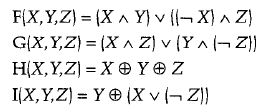 F(X,Y,Z) = (X ∧ Y) ∨ ((¬ X) ∧ Z)
G(X,Y,Z) = (X ∧ Z) ∨ (Y ∧ (¬ Z))
H(X,Y,Z) = X ⊕ Y ⊕ Z
I(X,Y,Z) = Y ⊕ (X ∨ (¬ Z))